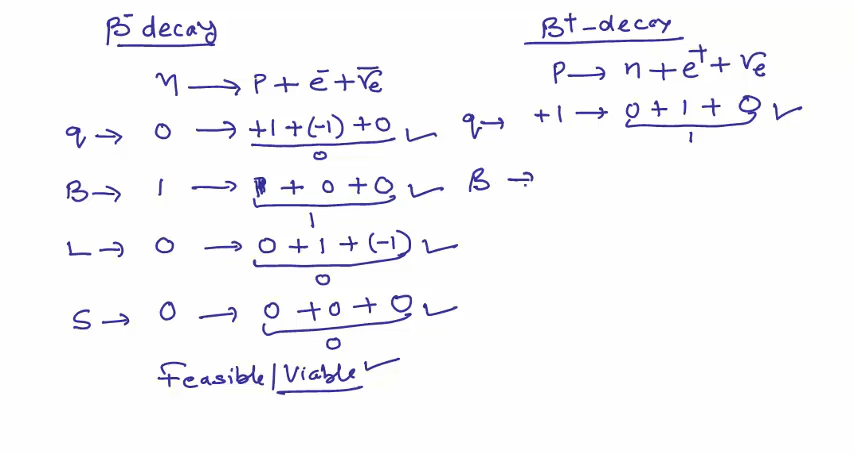 β⁻ decay
n → p + e⁻ + ν̄e
q → 0 → +1 + (-1) + 0 ✓
0
B → 1 → 1 + 0 + 0 ✓
1
L → 0 → 0 + 1 + (-1) ✓
0
S → 0 → 0 + 0 + 0 ✓
0
Feasible/Viable ✓
β+ - decay
p → n + e⁺ + νe
q → +1 → 0 + 1 + 0 ✓
1
B →